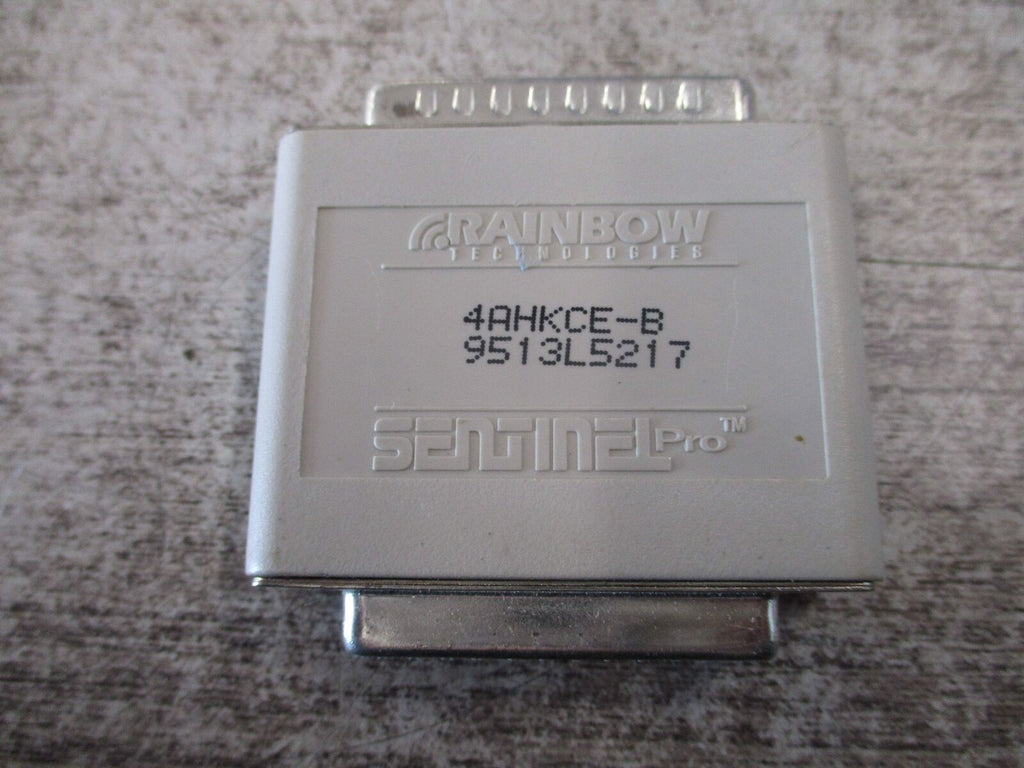 RAINBOW
TECHNOLOGIES
4AHKCE-B
9513L5217
SENTINEL Pro™